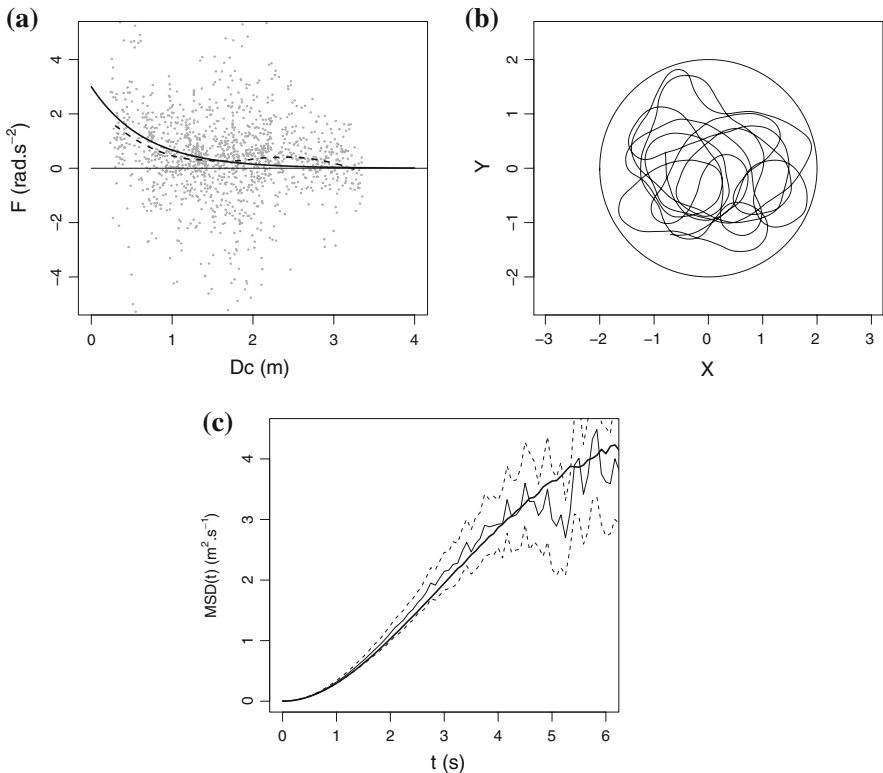 (a)
F (rad.s⁻²)
4
2
0
−2
−4
0 1 2 3 4
Dc (m)
(b)
Y
2
1
0
−1
−2
−3 −2 −1 0 1 2 3
X
(c)
MSD(t) (m².s⁻¹)
4
3
2
1
0
0 1 2 3 4 5 6
t (s)